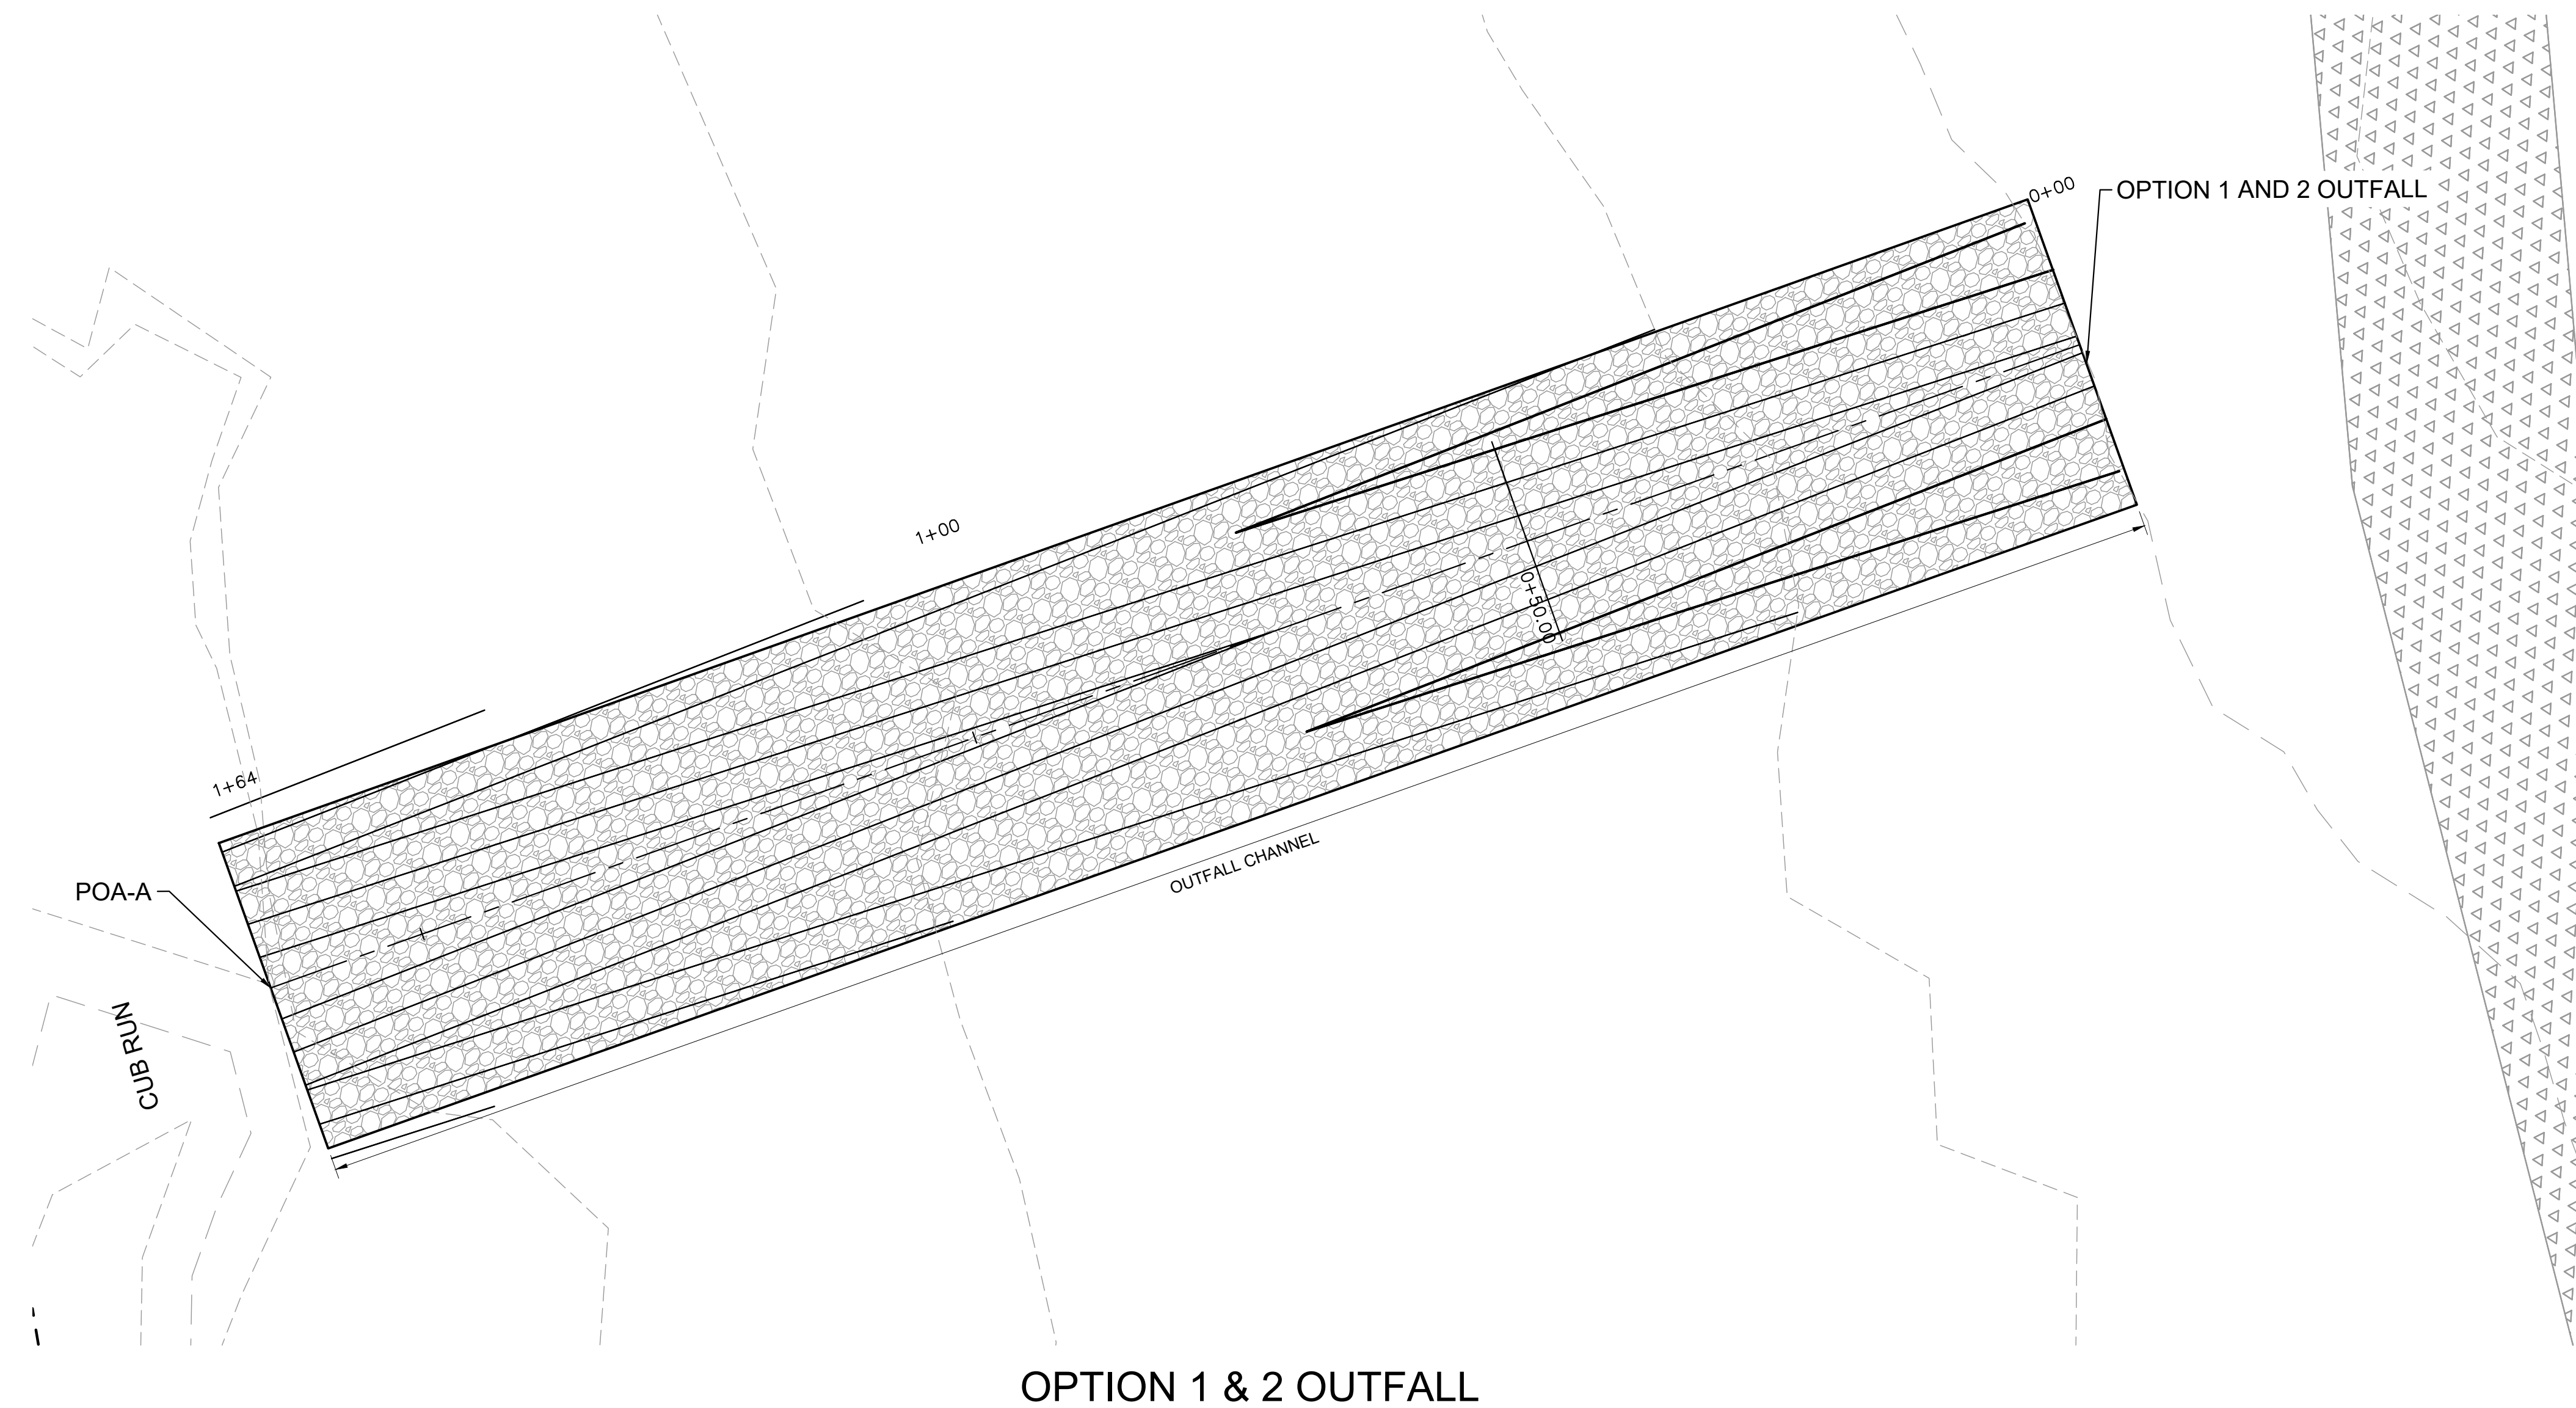 0+00
OPTION 1 AND 2 OUTFALL
1+00
0+50.00
1+64
OUTFALL CHANNEL
POA-A
CUB RUN
OPTION 1 & 2 OUTFALL